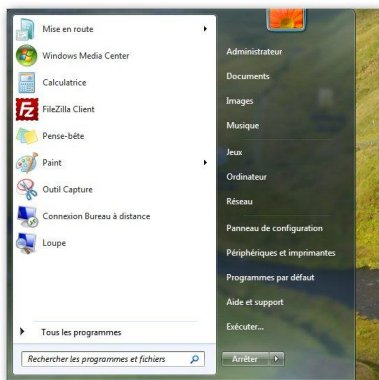 Mise en route
Windows Media Center
Calculatrice
FileZilla Client
Pense-bête
Paint
Outil Capture
Connexion Bureau à distance
Loupe
Tous les programmes
Rechercher les programmes et fichiers
Administrateur
Documents
Images
Musique
Jeux
Ordinateur
Réseau
Panneau de configuration
Périphériques et imprimantes
Programmes par défaut
Aide et support
Exécuter...
Arrêter